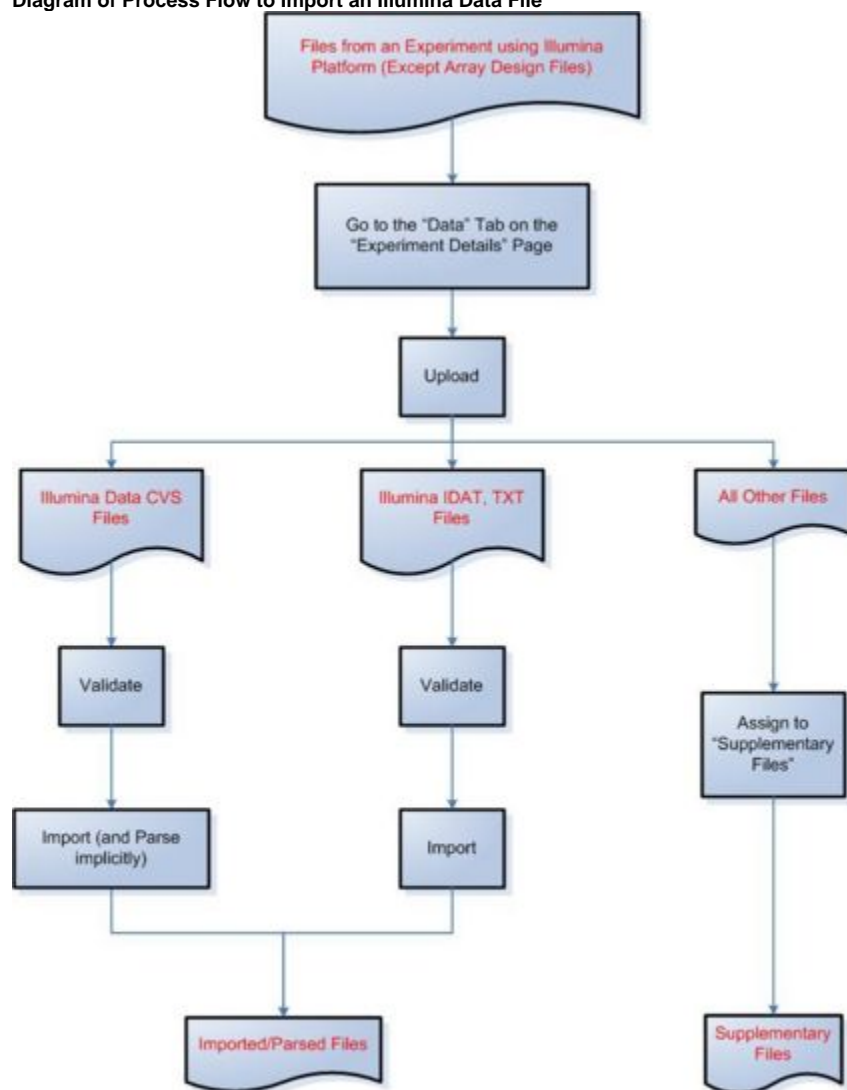 Diagram of Process Flow to Import an Illumina Data File
Files from an Experiment using Illumina
Platform (Except Array Design Files)
Go to the “Data” Tab on the
“Experiment Details” Page
Upload
Illumina Data CVS
Files
Illumina IDAT, TXT
Files
All Other Files
Validate
Validate
Assign to
“Supplementary
Files”
Import (and Parse
implicitly)
Import
Imported/Parsed Files
Supplementary
Files